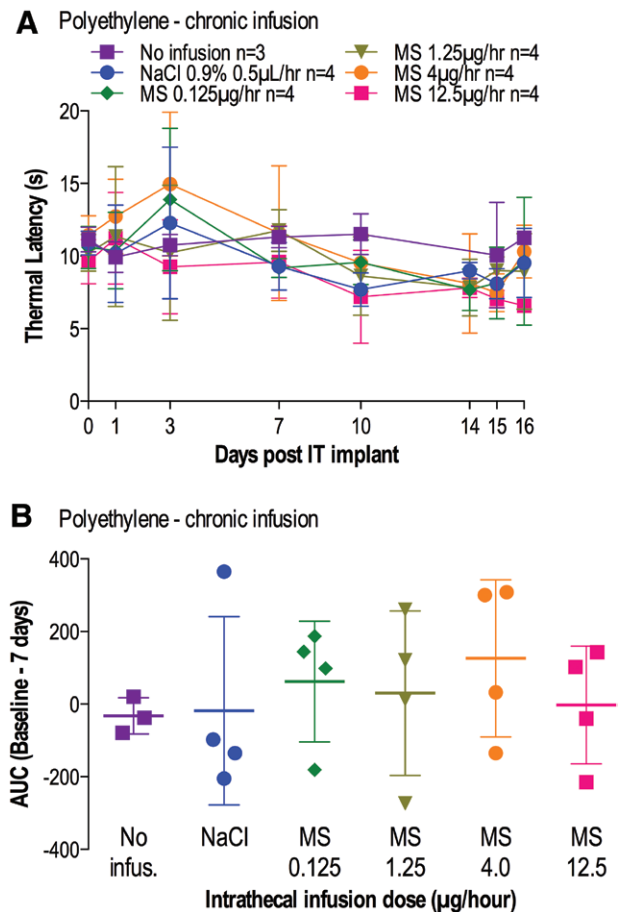 A Polyethylene - chronic infusion
No infusion n=3
NaCl 0.9% 0.5µL/hr n=4
MS 0.125µg/hr n=4
MS 1.25µg/hr n=4
MS 4µg/hr n=4
MS 12.5µg/hr n=4
Thermal Latency (s)
20
15
10
5
0
0 1 3 7 10 14 15 16
Days post IT implant
B Polyethylene - chronic infusion
AUC (Baseline - 7 days)
400
200
0
-200
-400
No infus.
NaCl
MS 0.125
MS 1.25
MS 4.0
MS 12.5
Intrathecal infusion dose (µg/hour)